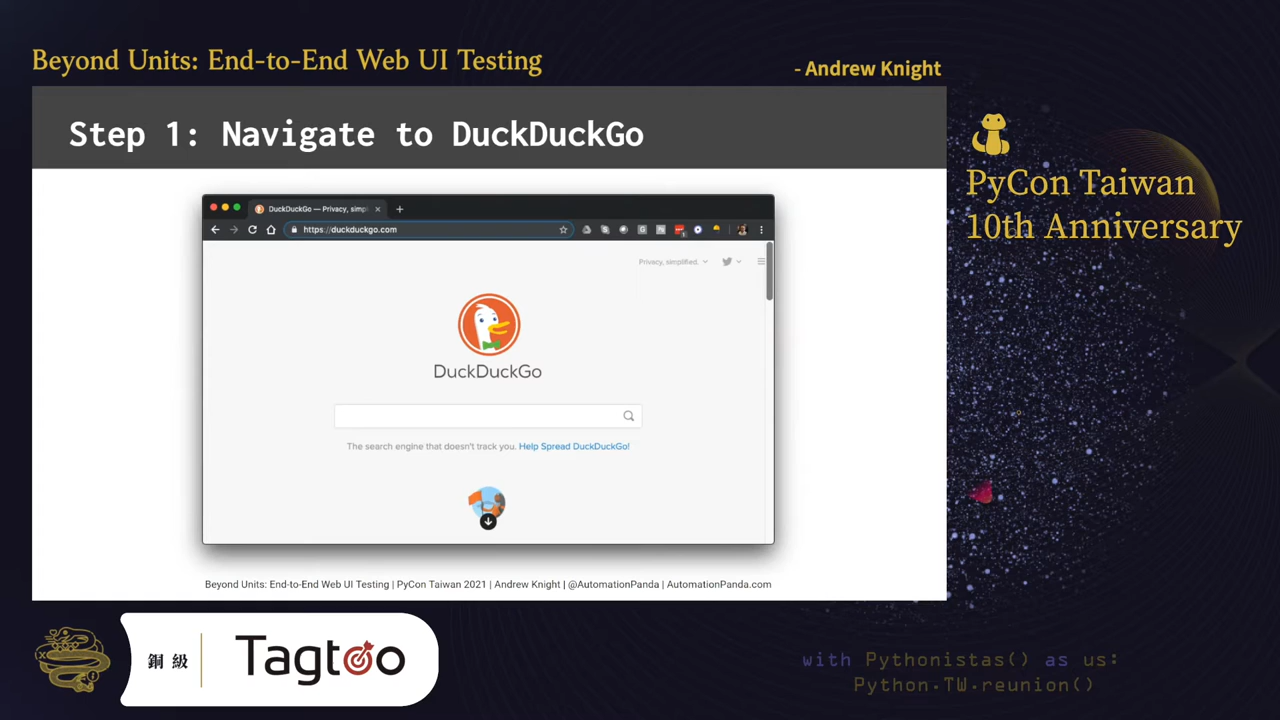 Beyond Units: End-to-End Web UI Testing
- Andrew Knight
Step 1: Navigate to DuckDuckGo
DuckDuckGo — Privacy, simpl
https://duckduckgo.com
Privacy, simplified.
DuckDuckGo
The search engine that doesn't track you. Help Spread DuckDuckGo!
Beyond Units: End-to-End Web UI Testing | PyCon Taiwan 2021 | Andrew Knight | @AutomationPanda | AutomationPanda.com
PyCon Taiwan
10th Anniversary
銅級
Tagtoo
with Pythonistas() as us:
Python.TW.reunion()